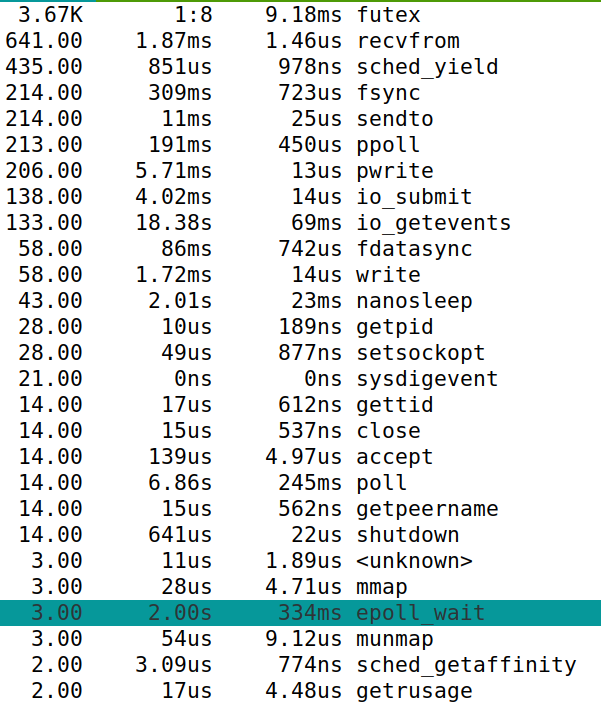 3.67K 1:8 9.18ms futex
641.00 1.87ms 1.46us recvfrom
435.00 851us 978ns sched_yield
214.00 309ms 723us fsync
214.00 11ms 25us sendto
213.00 191ms 450us ppoll
206.00 5.71ms 13us pwrite
138.00 4.02ms 14us io_submit
133.00 18.38s 69ms io_getevents
58.00 86ms 742us fdatasync
58.00 1.72ms 14us write
43.00 2.01s 23ms nanosleep
28.00 10us 189ns getpid
28.00 49us 877ns setsockopt
21.00 0ns 0ns sysdigevent
14.00 17us 612ns gettid
14.00 15us 537ns close
14.00 139us 4.97us accept
14.00 6.86s 245ms poll
14.00 15us 562ns getpeername
14.00 641us 22us shutdown
3.00 11us 1.89us <unknown>
3.00 28us 4.71us mmap
3.00 2.00s 334ms epoll_wait
3.00 54us 9.12us munmap
2.00 3.09us 774ns sched_getaffinity
2.00 17us 4.48us getrusage